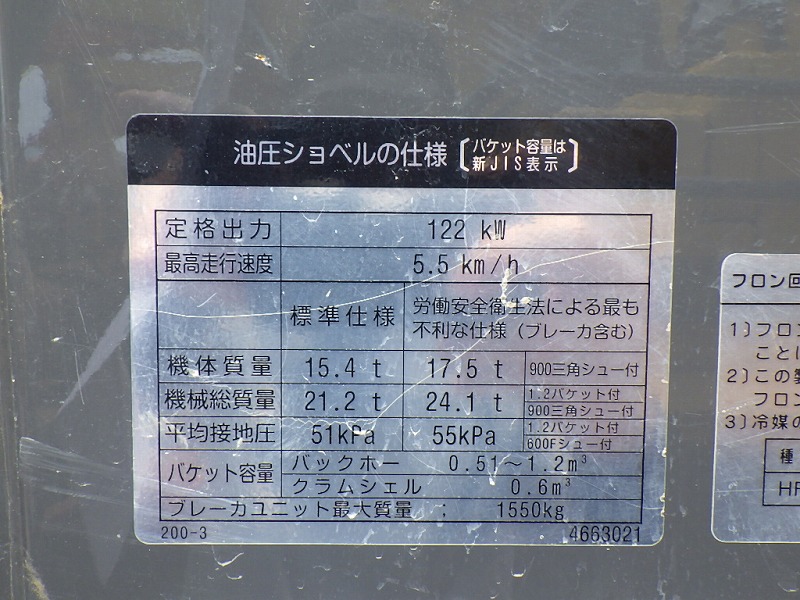 油圧ショベルの仕様〔バケット容量は
新JIS表示〕
定格出力 122 kW
最高走行速度 5.5 km/h
標準仕様 労働安全衛生法による最も
不利な仕様（ブレーカ含む）
機体質量 15.4 t 17.5 t 900三角シュー付
機械総質量 21.2 t 24.1 t 1.2バケット付
900三角シュー付
平均接地圧 51kPa 55kPa 1.2バケット付
600Fシュー付
バケット容量 バックホー 0.51～1.2m³
クラムシェル 0.6m³
ブレーカユニット最大質量 : 1550kg
200-3 4663021
フロン回
1)フロン
ことに
2)この製
フロン
3)冷媒の
種
HF